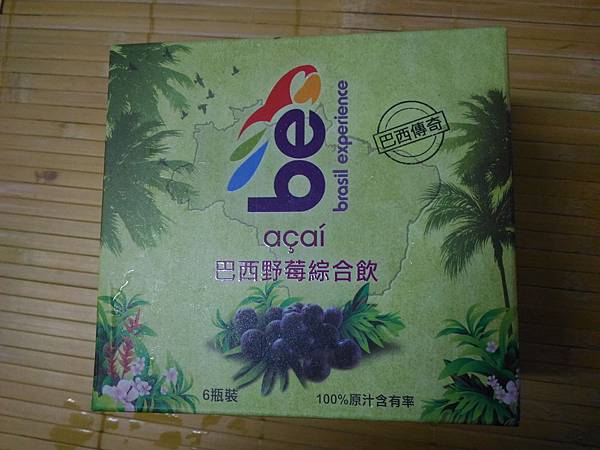 be
brasil experience
巴西傳奇
açaí
巴西野莓綜合飲
6瓶裝
100%原汁含有率